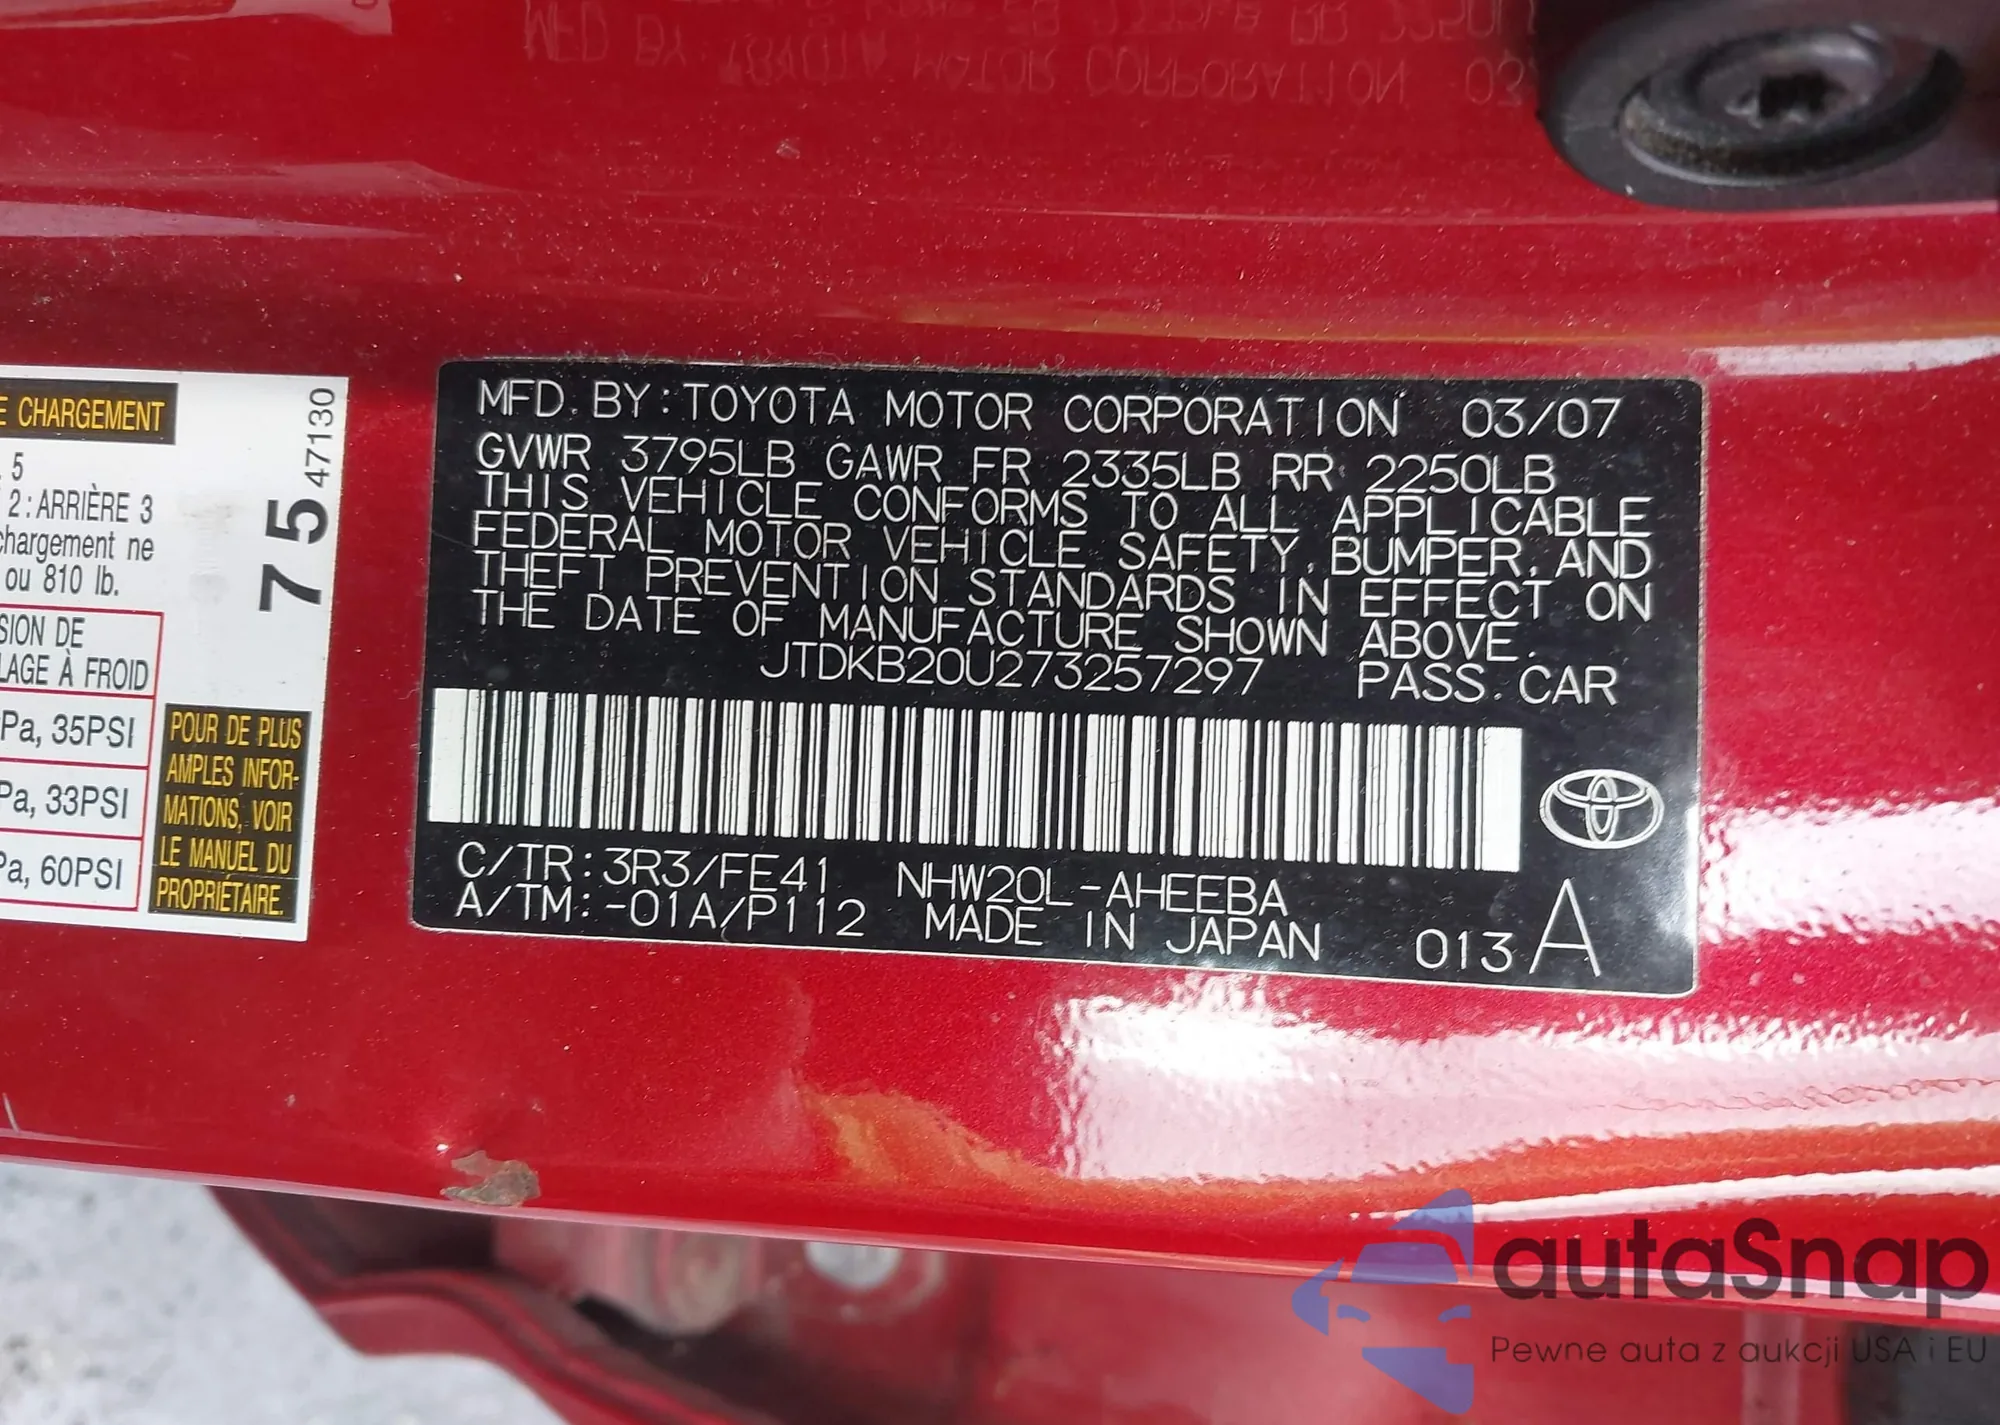 MFD. BY: TOYOTA MOTOR CORPORATION 03/07
GVWR 3795LB GAWR FR 2335LB RR 2250LB
THIS VEHICLE CONFORMS TO ALL APPLICABLE
FEDERAL MOTOR VEHICLE SAFETY, BUMPER, AND
THEFT PREVENTION STANDARDS IN EFFECT ON
THE DATE OF MANUFACTURE SHOWN ABOVE.
JTDKB20U273257297 PASS. CAR
C/TR: 3R3/FE41 NHW20L-AHEEBA
A/TM: -01A/P112 MADE IN JAPAN 013 A
E CHARGEMENT
5
2 : ARRIÈRE 3
chargement ne
ou 810 lb.
SION DE
LAGE À FROID
Pa, 35PSI
Pa, 33PSI
Pa, 60PSI
75 47130
POUR DE PLUS
AMPLES INFOR-
MATIONS, VOIR
LE MANUEL DU
PROPRIÉTAIRE.
autaSnap
Pewne auta z aukcji USA i EU